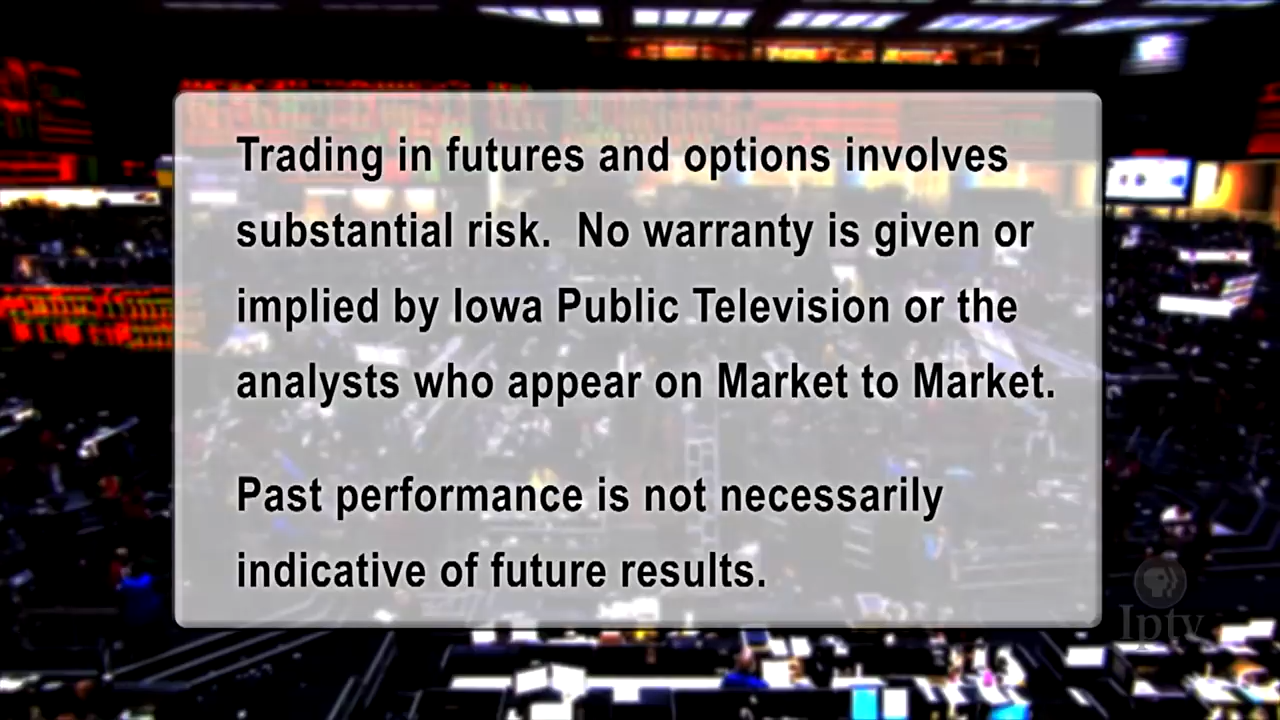 Trading in futures and options involves
substantial risk.  No warranty is given or
implied by Iowa Public Television or the
analysts who appear on Market to Market.
Past performance is not necessarily
indicative of future results.
Iptv